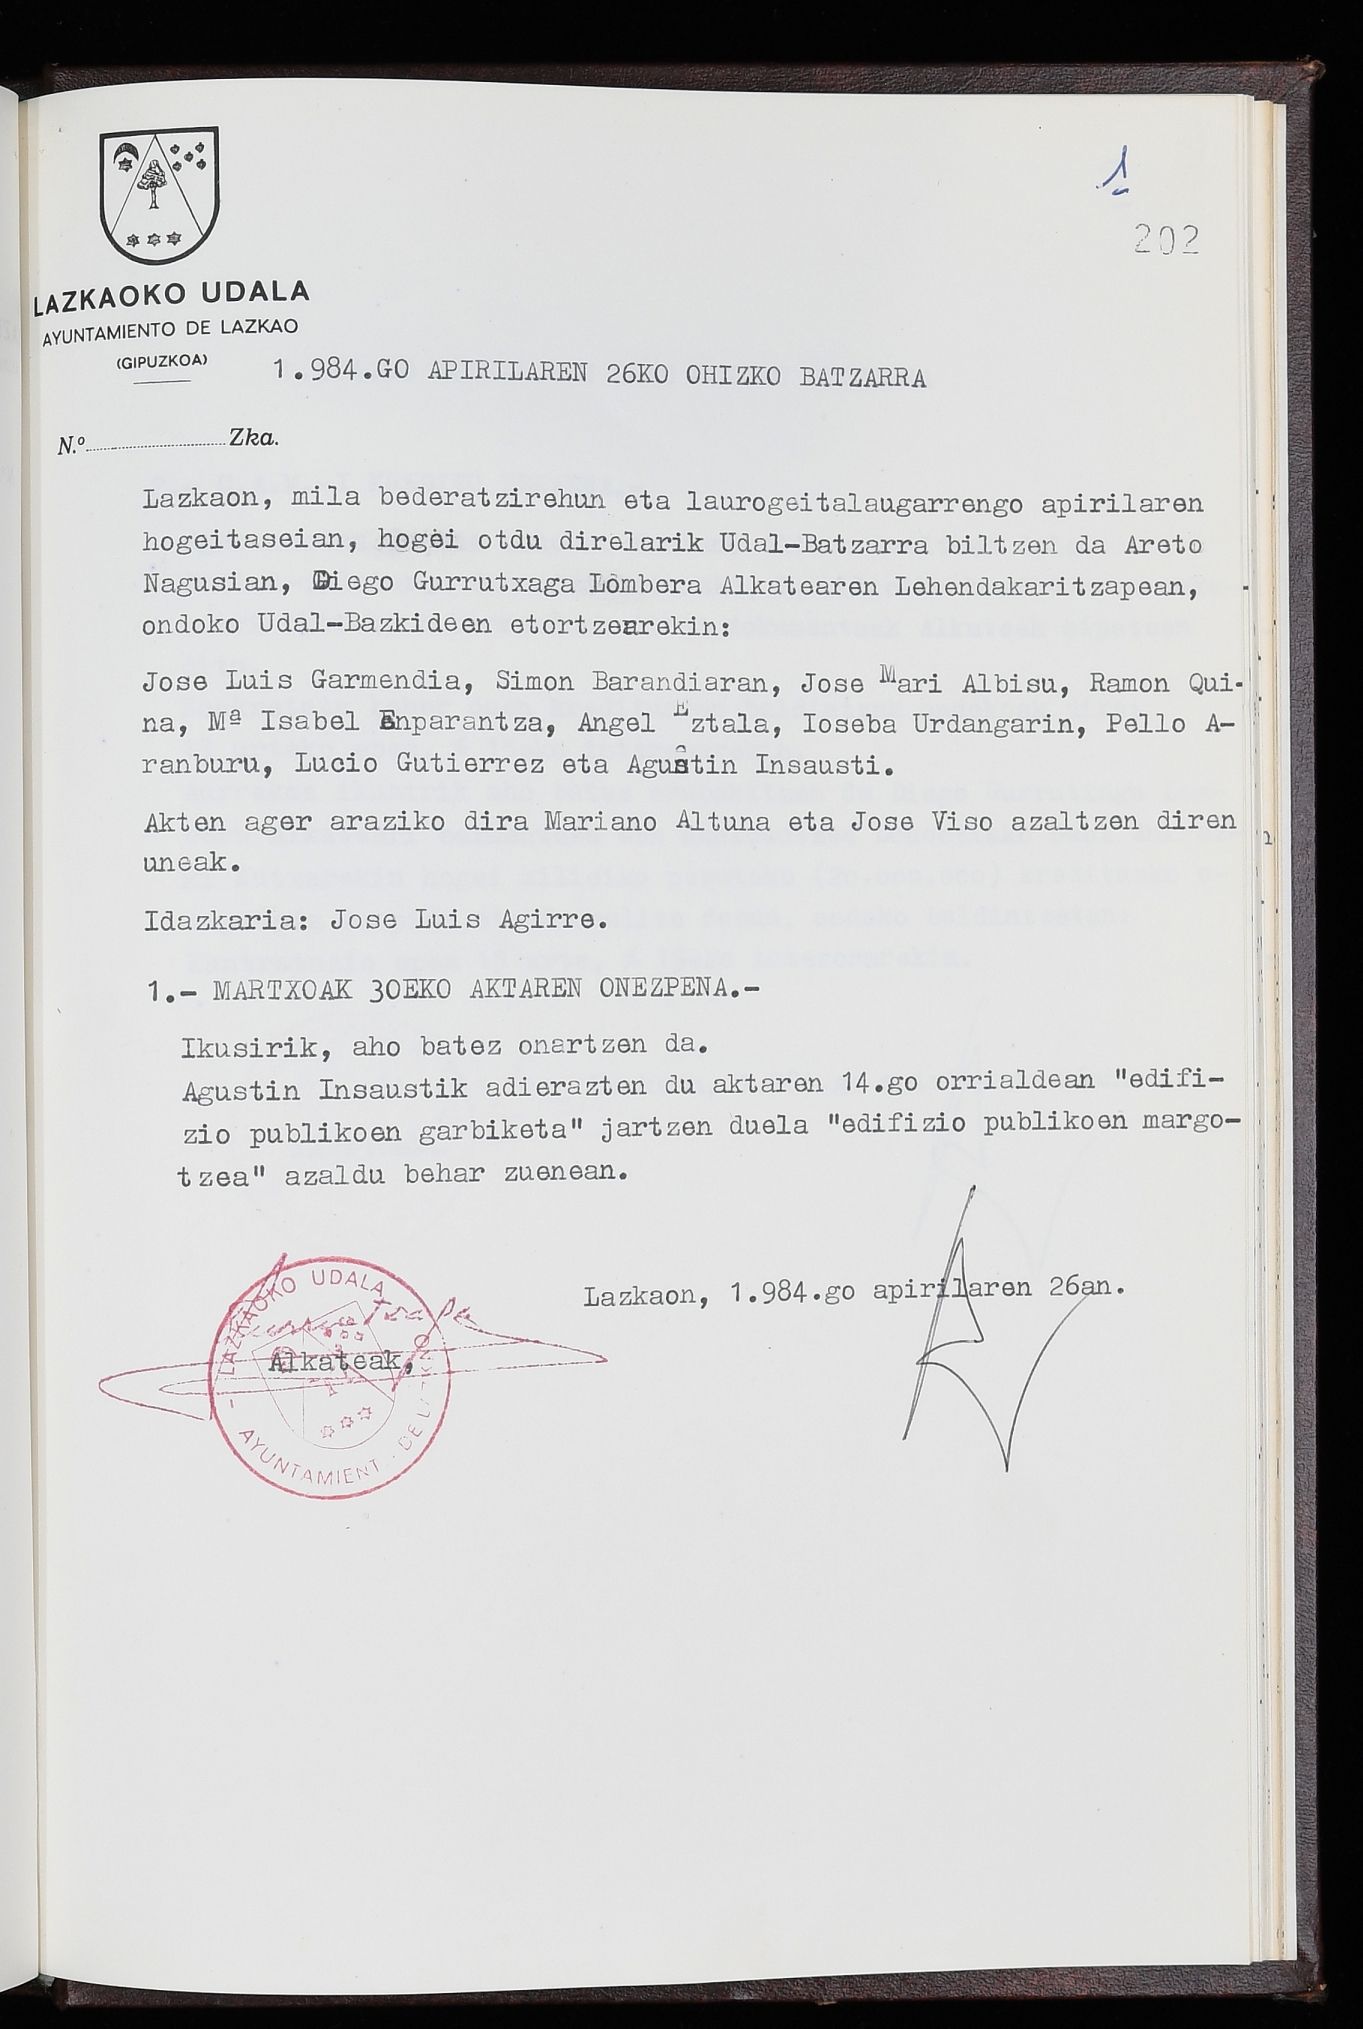 1
202
LAZKAOKO UDALA
AYUNTAMIENTO DE LAZKAO
(GIPUZKOA)
1.984.GO APIRILAREN 26KO OHIZKO BATZARRA
N.º Zka.
Lazkaon, mila bederatzirehun eta laurogeitalaugarrengo apirilaren
hogeitaseian, hogei otdu direlarik Udal-Batzarra biltzen da Areto
Nagusian, Diego Gurrutxaga Lombera Alkatearen Lehendakaritzapean,
ondoko Udal-Bazkideen etortzearekin:
Jose Luis Garmendia, Simon Barandiaran, Jose Mari Albisu, Ramon Qui-
na, Mª Isabel Enparantza, Angel Eztala, Ioseba Urdangarin, Pello A-
ranburu, Lucio Gutierrez eta Agustin Insausti.
Akten ager araziko dira Mariano Altuna eta Jose Viso azaltzen diren
uneak.
Idazkaria: Jose Luis Agirre.
1.- MARTXOAK 30EKO AKTAREN ONEZPENA.-
Ikusirik, aho batez onartzen da.
Agustin Insaustik adierazten du aktaren 14.go orrialdean "edifi-
zio publikoen garbiketa" jartzen duela "edifizio publikoen margo-
tzea" azaldu behar zuenean.
Lazkaon, 1.984.go apirilaren 26an.
LAZKAOKO UDALA
Alkateak,
AYUNTAMIENT DE